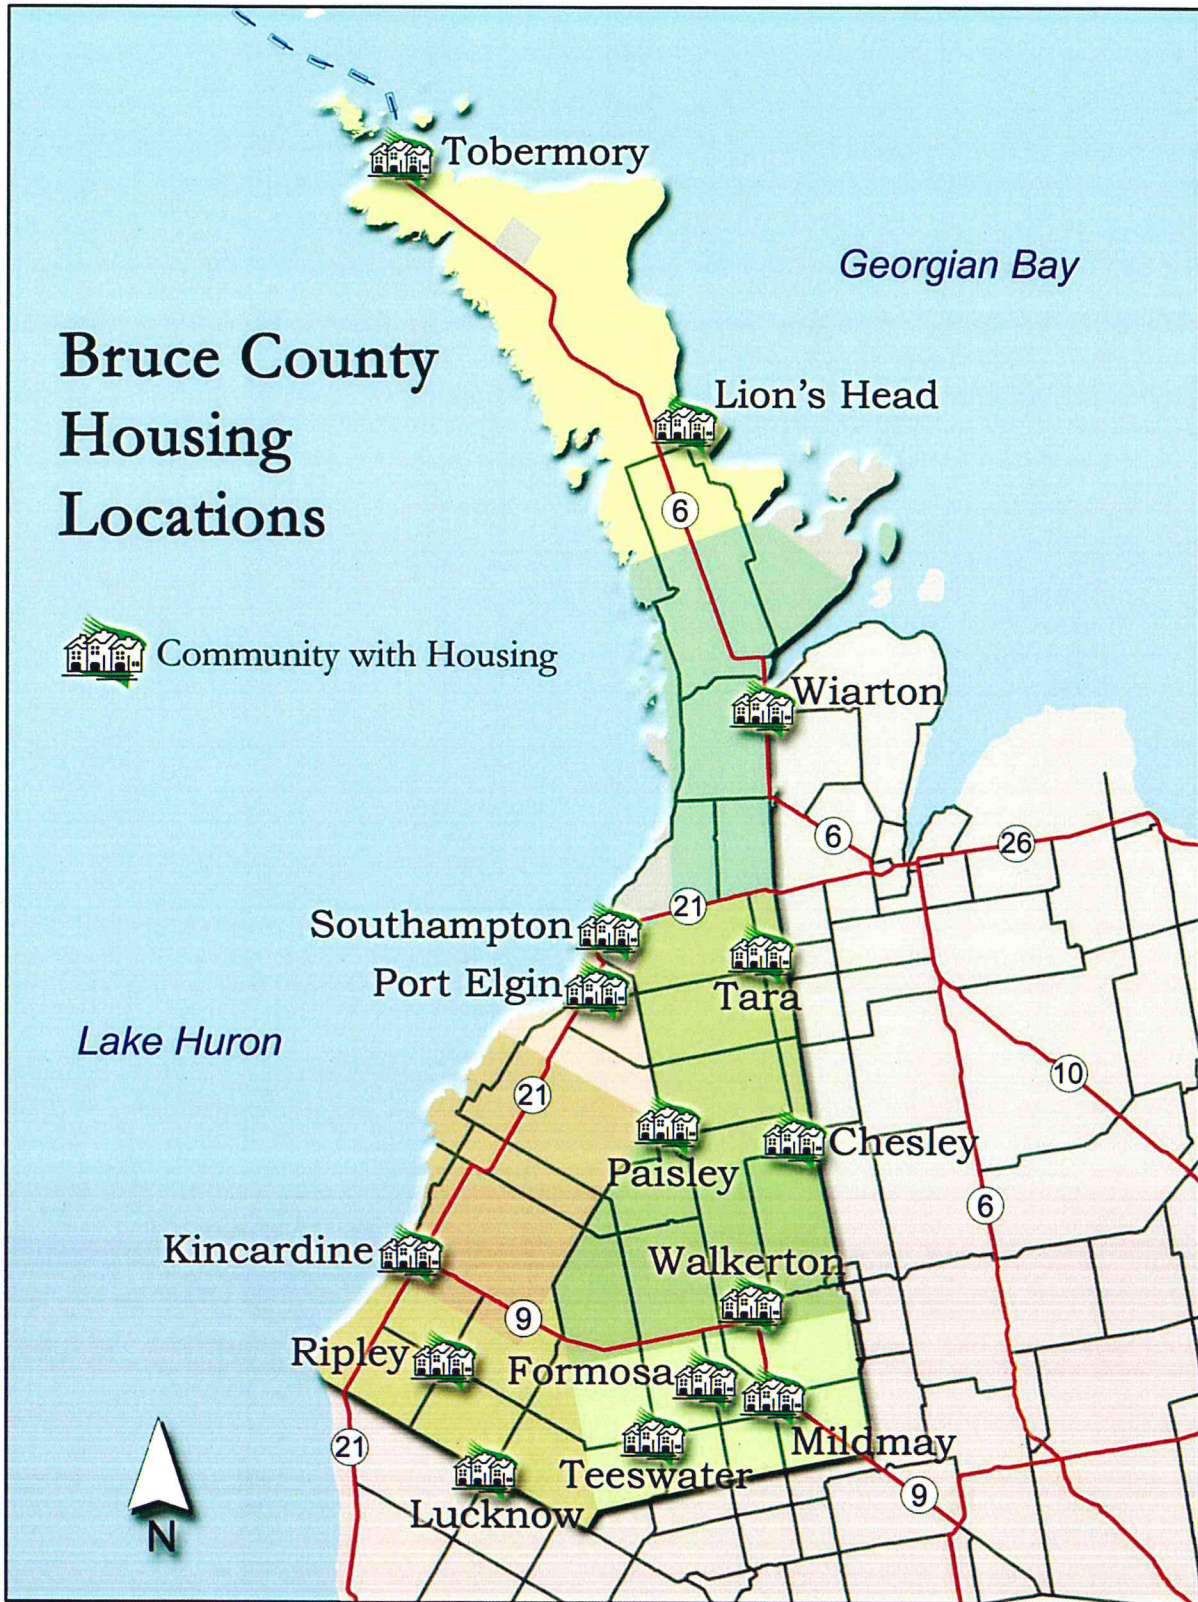 Tobermory
Georgian Bay
Bruce County
Housing
Locations
Lion's Head
6
Community with Housing
Wiarton
6
26
21
Southampton
Port Elgin
Tara
Lake Huron
10
21
Chesley
Paisley
6
Kincardine
Walkerton
9
Ripley
Formosa
Mildmay
21
Teeswater
9
Lucknow
N